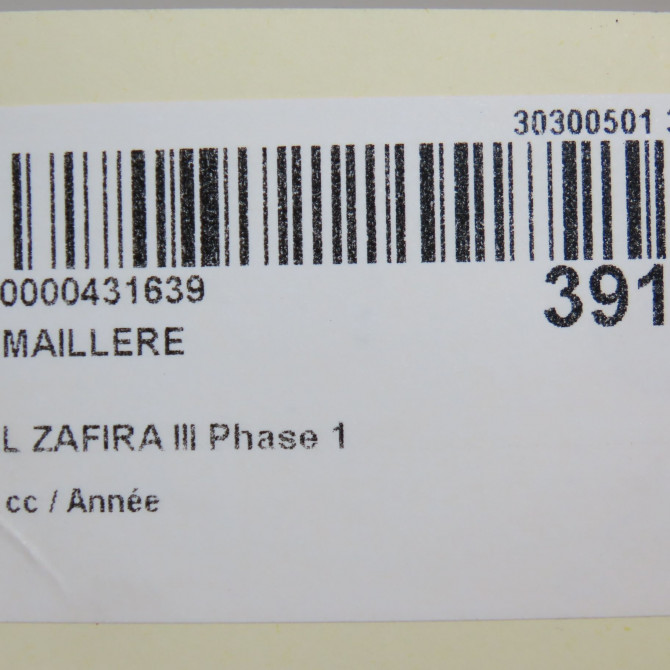 30300501
0000431639
391
MAILLERE
L ZAFIRA III Phase 1
cc / Année